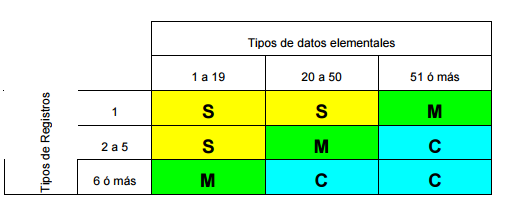 Tipos de datos elementales
1 a 19 20 a 50 51 ó más
Tipos de Registros
1 S S M
2 a 5 S M C
6 ó más M C C